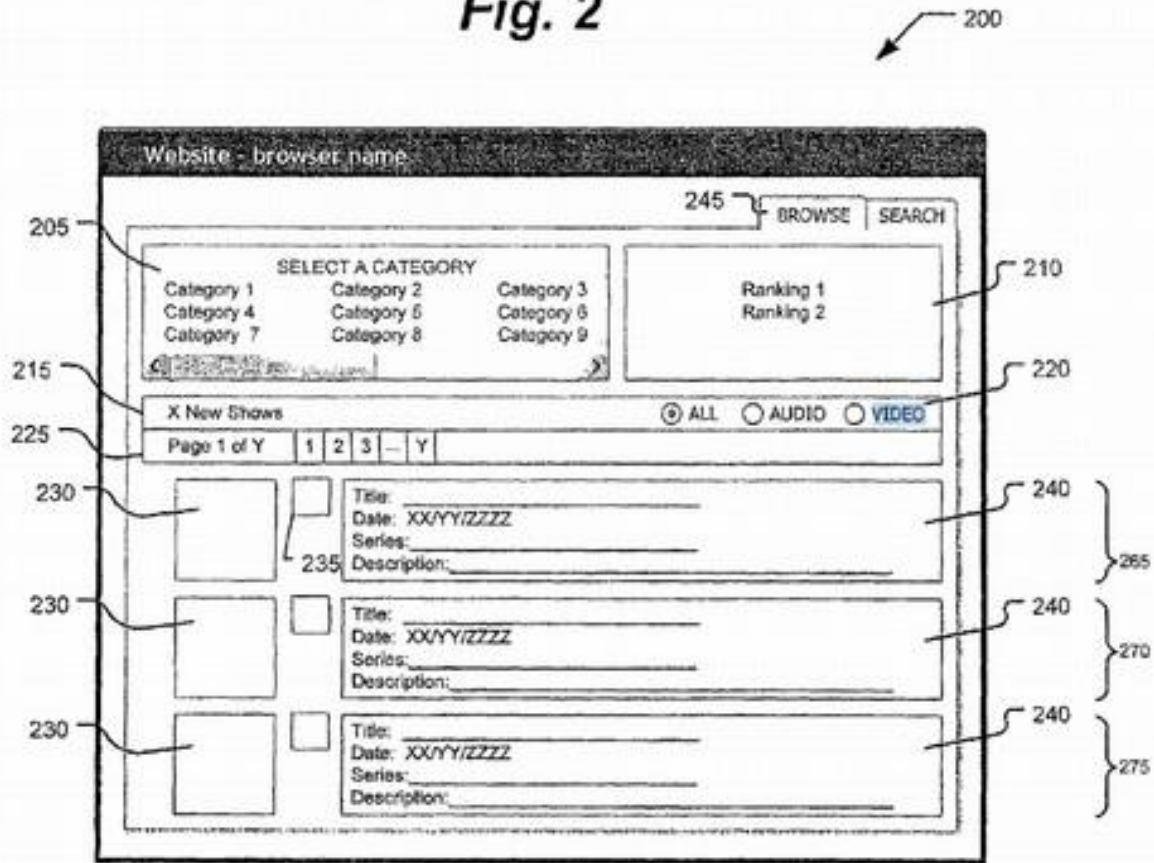 Fig. 2
200
Website - browser name
245
BROWSE
SEARCH
205
SELECT A CATEGORY
Category 1 Category 2 Category 3
Category 4 Category 5 Category 6
Category 7 Category 8 Category 9
Ranking 1
Ranking 2
210
215
X New Shows
ALL AUDIO VIDEO
220
225
Page 1 of Y 1 2 3 ... Y
230
235
Title:
Date: XX/YY/ZZZZ
Series:
Description:
240
265
230
Title:
Date: XX/YY/ZZZZ
Series:
Description:
240
270
230
Title:
Date: XX/YY/ZZZZ
Series:
Description:
240
275